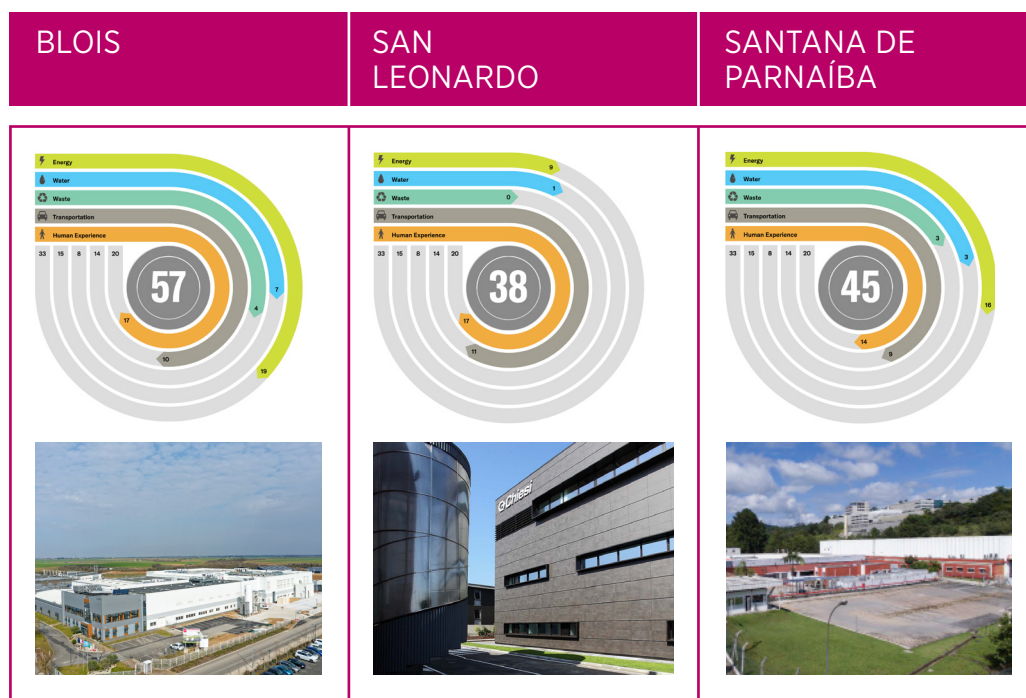 BLOIS
SAN
LEONARDO
SANTANA DE
PARNAÍBA
Energy
Water
Waste
Transportation
Human Experience
33 15 8 14 20
57
7
4
17
10
19
Energy
Water
Waste
Transportation
Human Experience
33 15 8 14 20
38
9
1
0
17
11
Energy
Water
Waste
Transportation
Human Experience
33 15 8 14 20
45
3
3
16
14
9
Chiesi